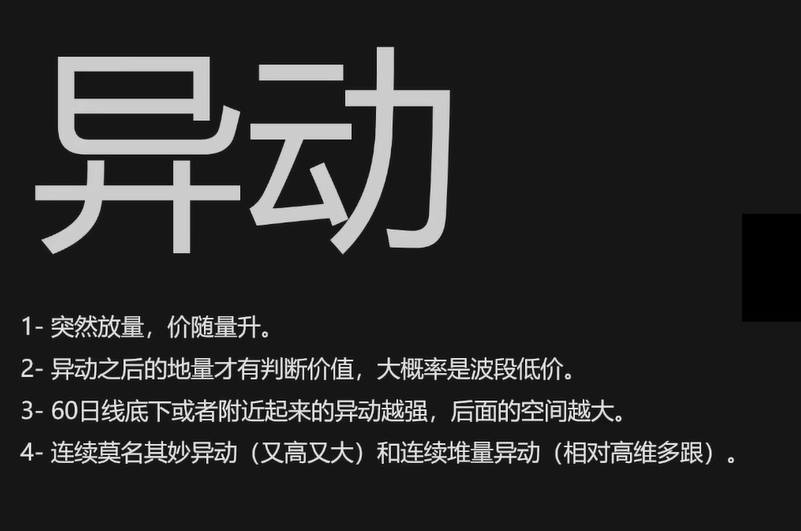 异动
1- 突然放量，价随量升。
2- 异动之后的地量才有判断价值，大概率是波段低价。
3- 60日线底下或者附近起来的异动越强，后面的空间越大。
4- 连续莫名其妙异动（又高又大）和连续堆量异动（相对高维多跟）。